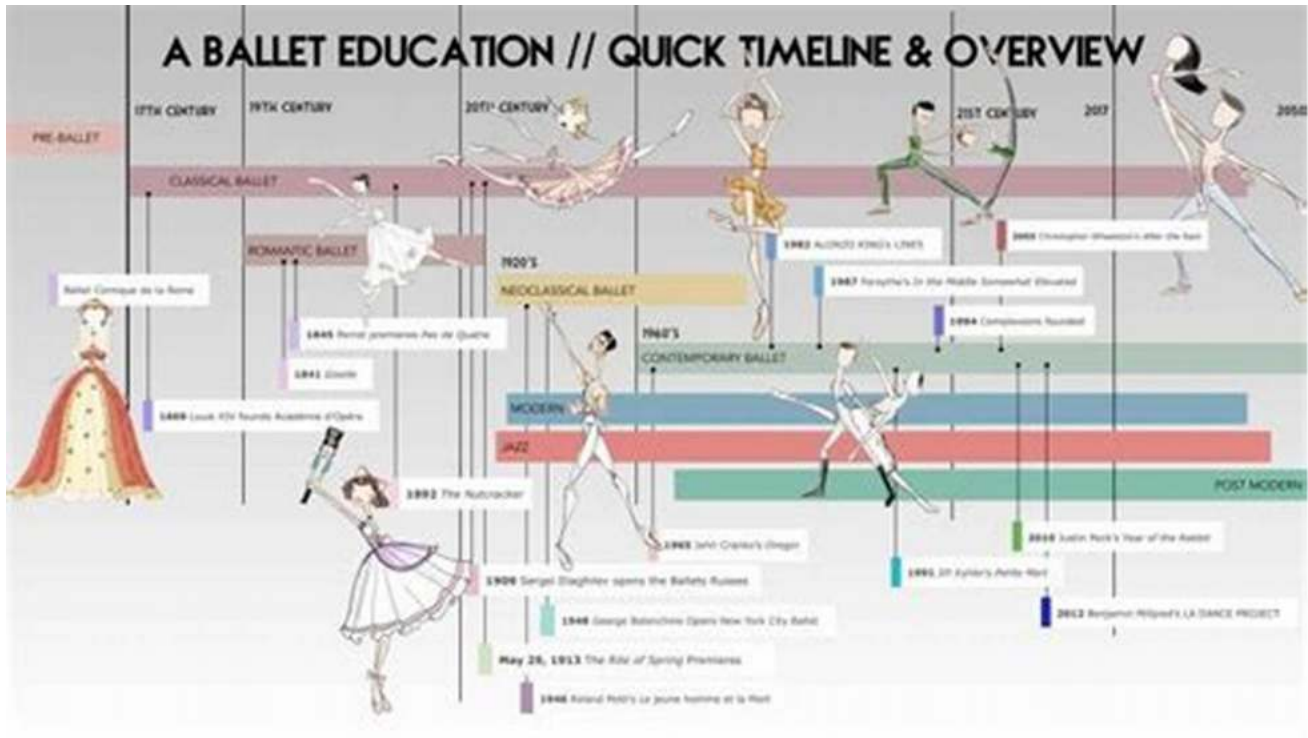 A BALLET EDUCATION // QUICK TIMELINE & OVERVIEW
17TH CENTURY
19TH CENTURY
20TH CENTURY
21ST CENTURY
2017
2050
PRE-BALLET
CLASSICAL BALLET
ROMANTIC BALLET
1920'S
NEOCLASSICAL BALLET
1960'S
CONTEMPORARY BALLET
MODERN
JAZZ
POST MODERN
Ballet Comique de la Reine
1845 Perrot premieres Pas de Quatre
1841 Giselle
Louis XIV founds Académie d'Opéra
1892 The Nutcracker
1909 Sergei Diaghilev opens the Ballets Russes
1948 George Balanchine Opens New York City Ballet
May 29, 1913 The Rite of Spring Premieres
1946 Roland Petit's Le jeune homme et la Mort
1965 John Cranko's Onegin
1982 ALONZO KING's LINES
1987 Forsythe's In the Middle Somewhat Elevated
1994 Complexions founded
Christopher Wheeldon's After the Rain
1991 Jiří Kylián's Petite Mort
Justin Peck's Year of the Rabbit
2012 Benjamin Millpied's LA DANCE PROJECT